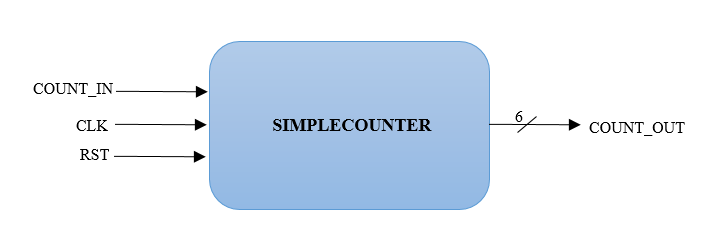 COUNT_IN
CLK
RST
SIMPLECOUNTER
6
COUNT_OUT